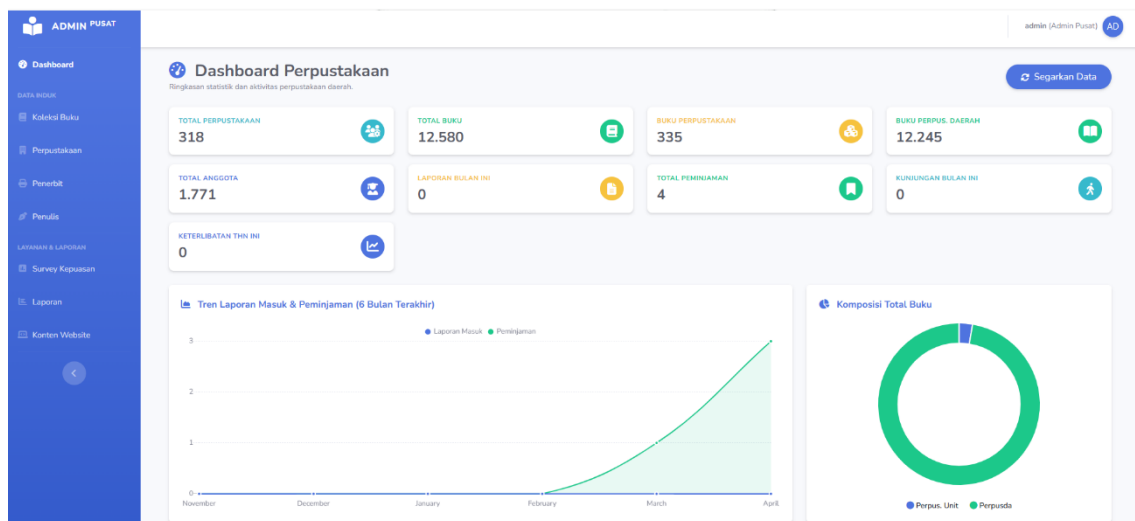 ADMIN PUSAT
admin (Admin Pusat) AD
Dashboard
DATA INDUK
Koleksi Buku
Perpustakaan
Penerbit
Penulis
LAYANAN & LAPORAN
Survey Kepuasan
Laporan
Konten Website
Dashboard Perpustakaan
Ringkasan statistik dan aktivitas perpustakaan daerah.
Segarkan Data
TOTAL PERPUSTAKAAN
318
TOTAL BUKU
12.580
BUKU PERPUSTAKAAN
335
BUKU PERPUS. DAERAH
12.245
TOTAL ANGGOTA
1.771
LAPORAN BULAN INI
0
TOTAL PEMINJAMAN
4
KUNJUNGAN BULAN INI
0
KETERLIBATAN THN INI
0
Tren Laporan Masuk & Peminjaman (6 Bulan Terakhir)
Laporan Masuk Peminjaman
3
2
1
0
November December January February March April
Komposisi Total Buku
Perpus. Unit Perpusda